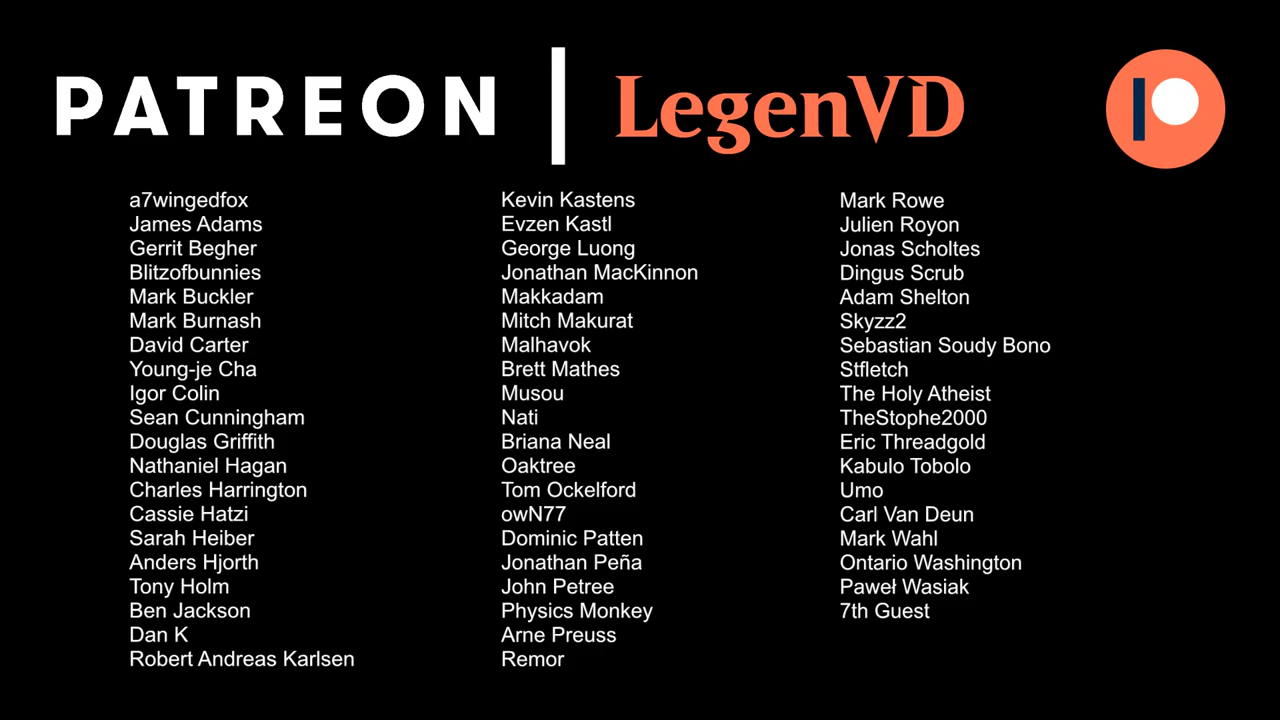 PATREON | LegenVD
a7wingedfox
James Adams
Gerrit Begher
Blitzofbunnies
Mark Buckler
Mark Burnash
David Carter
Young-je Cha
Igor Colin
Sean Cunningham
Douglas Griffith
Nathaniel Hagan
Charles Harrington
Cassie Hatzi
Sarah Heiber
Anders Hjorth
Tony Holm
Ben Jackson
Dan K
Robert Andreas Karlsen
Kevin Kastens
Evzen Kastl
George Luong
Jonathan MacKinnon
Makkadam
Mitch Makurat
Malhavok
Brett Mathes
Musou
Nati
Briana Neal
Oaktree
Tom Ockelford
owN77
Dominic Patten
Jonathan Peña
John Petree
Physics Monkey
Arne Preuss
Remor
Mark Rowe
Julien Royon
Jonas Scholtes
Dingus Scrub
Adam Shelton
Skyzz2
Sebastian Soudy Bono
Stfletch
The Holy Atheist
TheStophe2000
Eric Threadgold
Kabulo Tobolo
Umo
Carl Van Deun
Mark Wahl
Ontario Washington
Paweł Wasiak
7th Guest